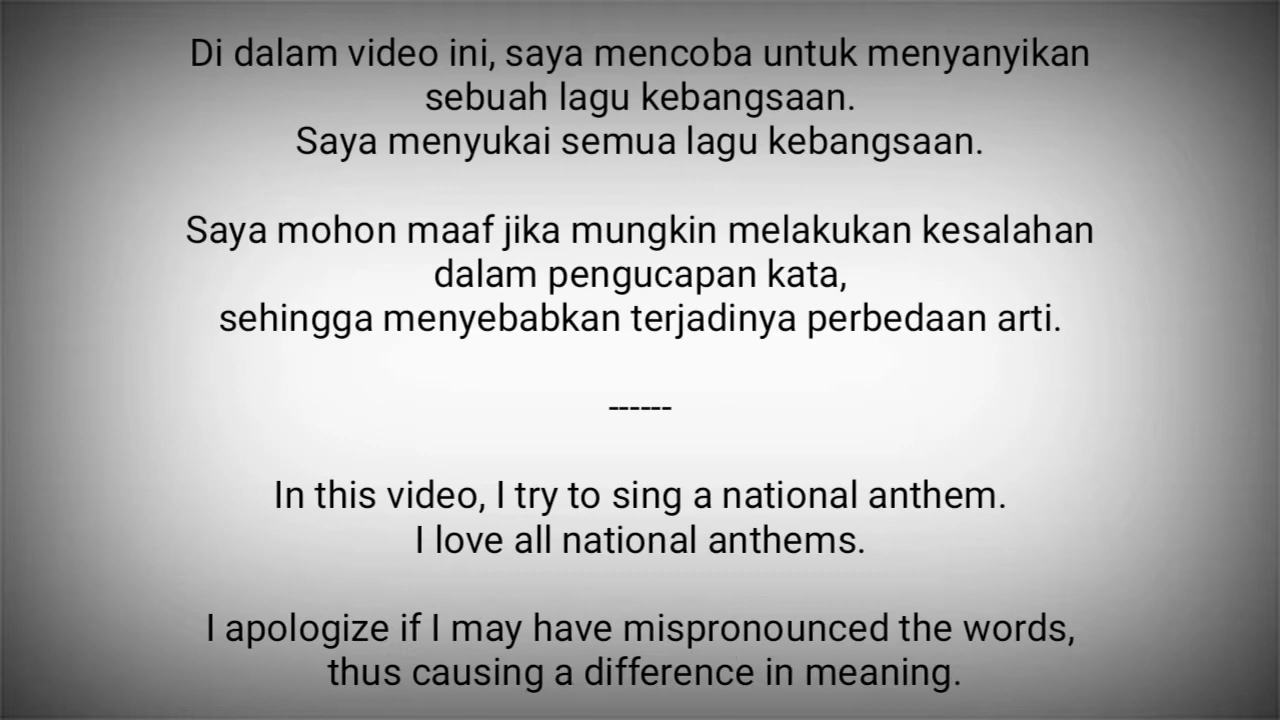 Di dalam video ini, saya mencoba untuk menyanyikan
sebuah lagu kebangsaan.
Saya menyukai semua lagu kebangsaan.
Saya mohon maaf jika mungkin melakukan kesalahan
dalam pengucapan kata,
sehingga menyebabkan terjadinya perbedaan arti.
------
In this video, I try to sing a national anthem.
I love all national anthems.
I apologize if I may have mispronounced the words,
thus causing a difference in meaning.